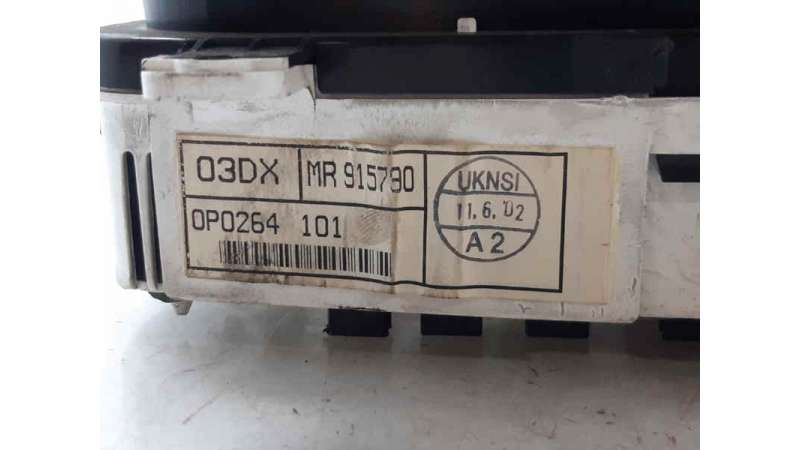 03DX
MR 915780
0P0264 101
UKNSI
11.6.'02
A2